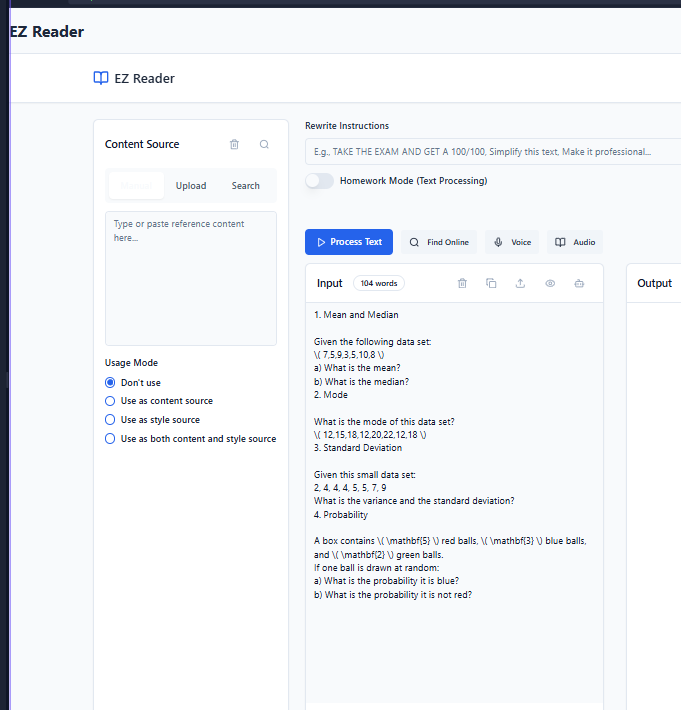 EZ Reader
EZ Reader
Content Source
Upload
Search
Type or paste reference content
here...
Usage Mode
Don't use
Use as content source
Use as style source
Use as both content and style source
Rewrite Instructions
E.g., TAKE THE EXAM AND GET A 100/100, Simplify this text, Make it professional...
Homework Mode (Text Processing)
Process Text
Find Online
Voice
Audio
Input
104 words
1. Mean and Median
Given the following data set:
\( 7,5,9,3,5,10,8 \)
a) What is the mean?
b) What is the median?
2. Mode
What is the mode of this data set?
\( 12,15,18,12,20,22,12,18 \)
3. Standard Deviation
Given this small data set:
2, 4, 4, 4, 5, 5, 7, 9
What is the variance and the standard deviation?
4. Probability
A box contains \( \mathbf{5} \) red balls, \( \mathbf{3} \) blue balls,
and \( \mathbf{2} \) green balls.
If one ball is drawn at random:
a) What is the probability it is blue?
b) What is the probability it is not red?
Output